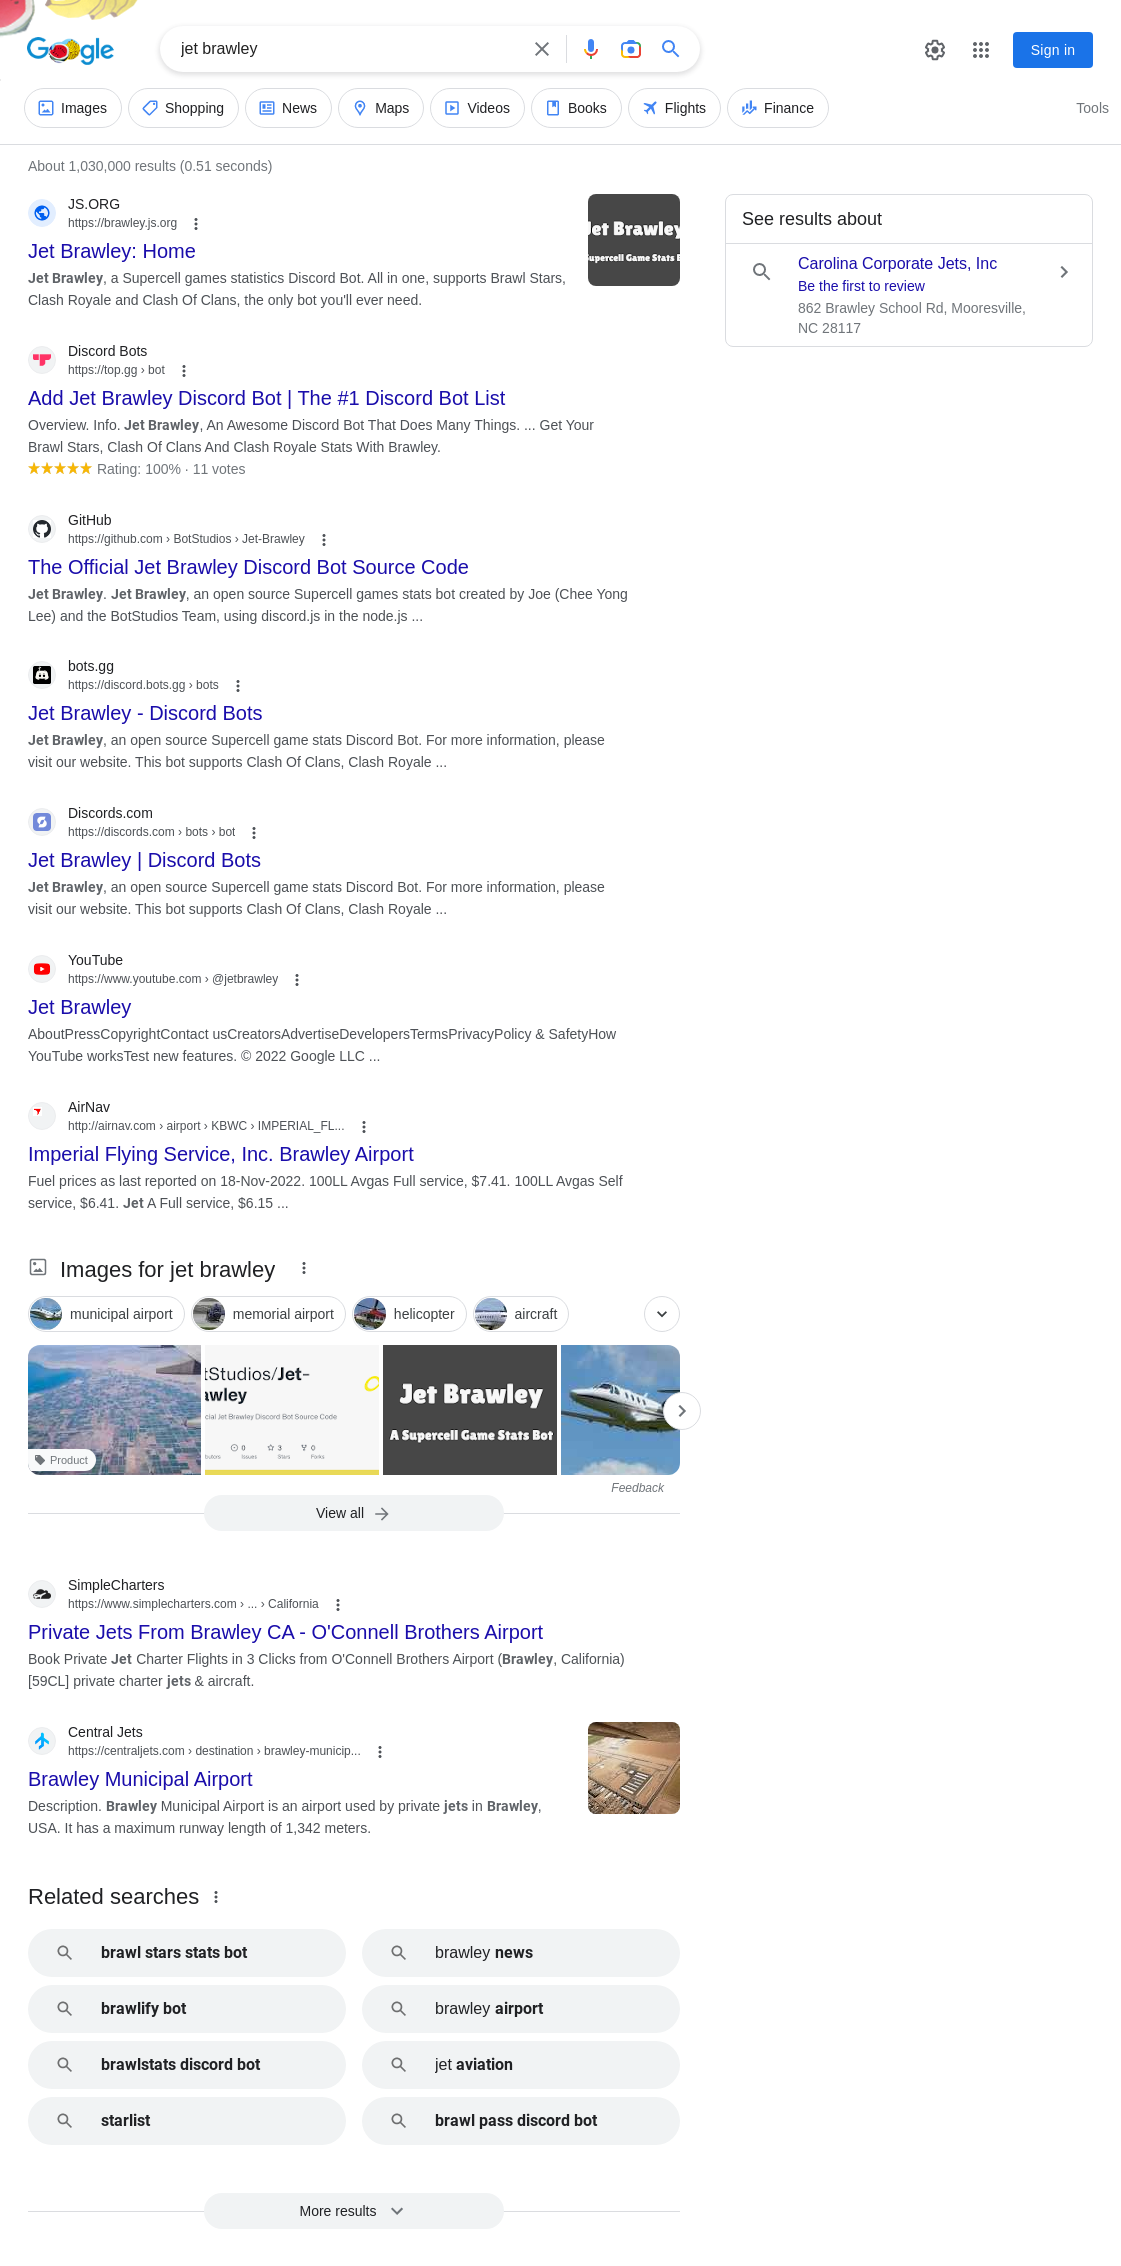 Google
jet brawley
Sign in
Images
Shopping
News
Maps
Videos
Books
Flights
Finance
Tools
About 1,030,000 results (0.51 seconds)
JS.ORG
https://brawley.js.org
Jet Brawley: Home
Jet Brawley, a Supercell games statistics Discord Bot. All in one, supports Brawl Stars,
Clash Royale and Clash Of Clans, the only bot you'll ever need.
Jet Brawley
Supercell Game Stats B
See results about
Carolina Corporate Jets, Inc
Be the first to review
862 Brawley School Rd, Mooresville,
NC 28117
Discord Bots
https://top.gg › bot
Add Jet Brawley Discord Bot | The #1 Discord Bot List
Overview. Info. Jet Brawley, An Awesome Discord Bot That Does Many Things. ... Get Your
Brawl Stars, Clash Of Clans And Clash Royale Stats With Brawley.
Rating: 100% · 11 votes
GitHub
https://github.com › BotStudios › Jet-Brawley
The Official Jet Brawley Discord Bot Source Code
Jet Brawley. Jet Brawley, an open source Supercell games stats bot created by Joe (Chee Yong
Lee) and the BotStudios Team, using discord.js in the node.js ...
bots.gg
https://discord.bots.gg › bots
Jet Brawley - Discord Bots
Jet Brawley, an open source Supercell game stats Discord Bot. For more information, please
visit our website. This bot supports Clash Of Clans, Clash Royale ...
Discords.com
https://discords.com › bots › bot
Jet Brawley | Discord Bots
Jet Brawley, an open source Supercell game stats Discord Bot. For more information, please
visit our website. This bot supports Clash Of Clans, Clash Royale ...
YouTube
https://www.youtube.com › @jetbrawley
Jet Brawley
AboutPressCopyrightContact usCreatorsAdvertiseDevelopersTermsPrivacyPolicy & SafetyHow
YouTube worksTest new features. © 2022 Google LLC ...
AirNav
http://airnav.com › airport › KBWC › IMPERIAL_FL...
Imperial Flying Service, Inc. Brawley Airport
Fuel prices as last reported on 18-Nov-2022. 100LL Avgas Full service, $7.41. 100LL Avgas Self
service, $6.41. Jet A Full service, $6.15 ...
Images for jet brawley
municipal airport
memorial airport
helicopter
aircraft
Product
tStudios/Jet-
awley
cial Jet Brawley Discord Bot Source Code
0
3
0
butors
Issues
Stars
Forks
Jet Brawley
A Supercell Game Stats Bot
Feedback
View all
SimpleCharters
https://www.simplecharters.com › ... › California
Private Jets From Brawley CA - O'Connell Brothers Airport
Book Private Jet Charter Flights in 3 Clicks from O'Connell Brothers Airport (Brawley, California)
[59CL] private charter jets & aircraft.
Central Jets
https://centraljets.com › destination › brawley-municip...
Brawley Municipal Airport
Description. Brawley Municipal Airport is an airport used by private jets in Brawley,
USA. It has a maximum runway length of 1,342 meters.
Related searches
brawl stars stats bot
brawley news
brawlify bot
brawley airport
brawlstats discord bot
jet aviation
starlist
brawl pass discord bot
More results